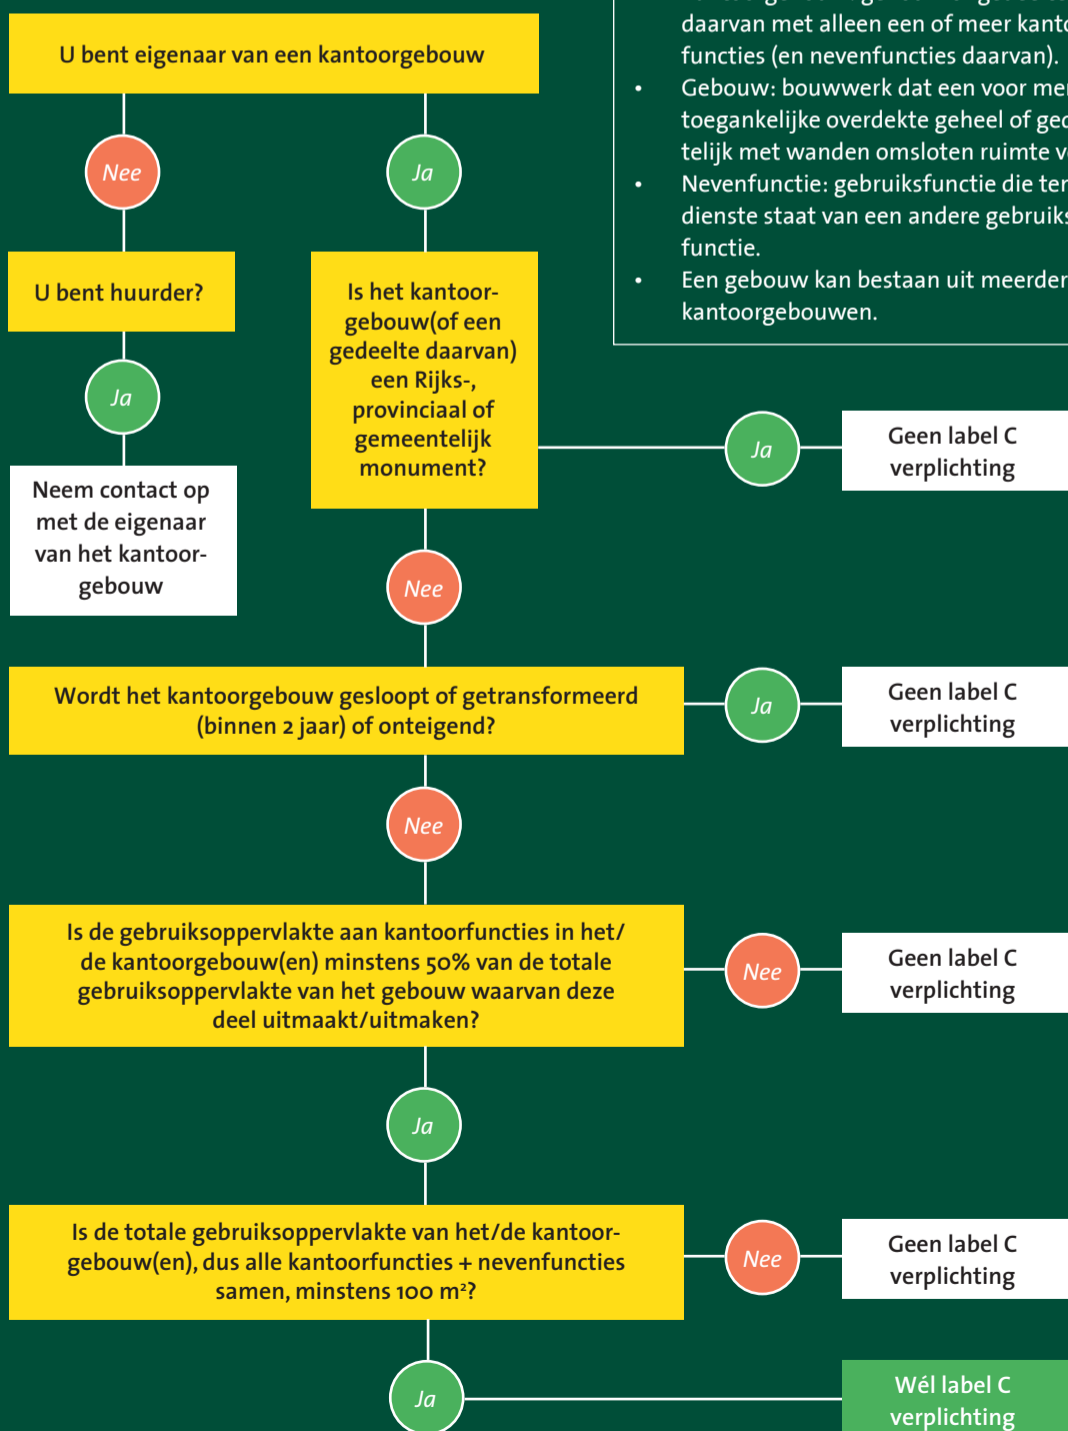 U bent eigenaar van een kantoorgebouw
Nee
Ja
U bent huurder?
Ja
Neem contact op
met de eigenaar
van het kantoor-
gebouw
Is het kantoor-
gebouw(of een
gedeelte daarvan)
een Rijks-,
provinciaal of
gemeentelijk
monument?
Ja
Geen label C
verplichting
Nee
Wordt het kantoorgebouw gesloopt of getransformeerd
(binnen 2 jaar) of onteigend?
Ja
Geen label C
verplichting
Nee
Is de gebruiksoppervlakte aan kantoorfuncties in het/
de kantoorgebouw(en) minstens 50% van de totale
gebruiksoppervlakte van het gebouw waarvan deze
deel uitmaakt/uitmaken?
Nee
Geen label C
verplichting
Ja
Is de totale gebruiksoppervlakte van het/de kantoor-
gebouw(en), dus alle kantoorfuncties + nevenfuncties
samen, minstens 100 m²?
Nee
Geen label C
verplichting
Ja
Wél label C
verplichting
daarvan met alleen een of meer
functies (en nevenfuncties daarvan).
• Gebouw: bouwwerk dat een voor
toegankelijke overdekte geheel of
telijk met wanden omsloten ruimte
• Nevenfunctie: gebruiksfunctie die
dienste staat van een andere
functie.
• Een gebouw kan bestaan uit
kantoorgebouwen.